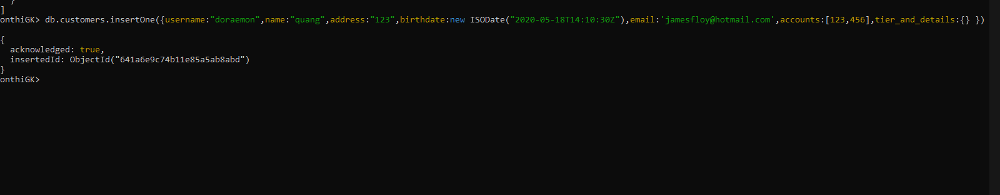 }
]
onthiGK> db.customers.insertOne({username:"doraemon",name:"quang",address:"123",birthdate:new ISODate("2020-05-18T14:10:30Z"),email:'jamesfloy@hotmail.com',accounts:[123,456],tier_and_details:{} })
{
  acknowledged: true,
  insertedId: ObjectId("641a6e9c74b11e85a5ab8abd")
}
onthiGK>